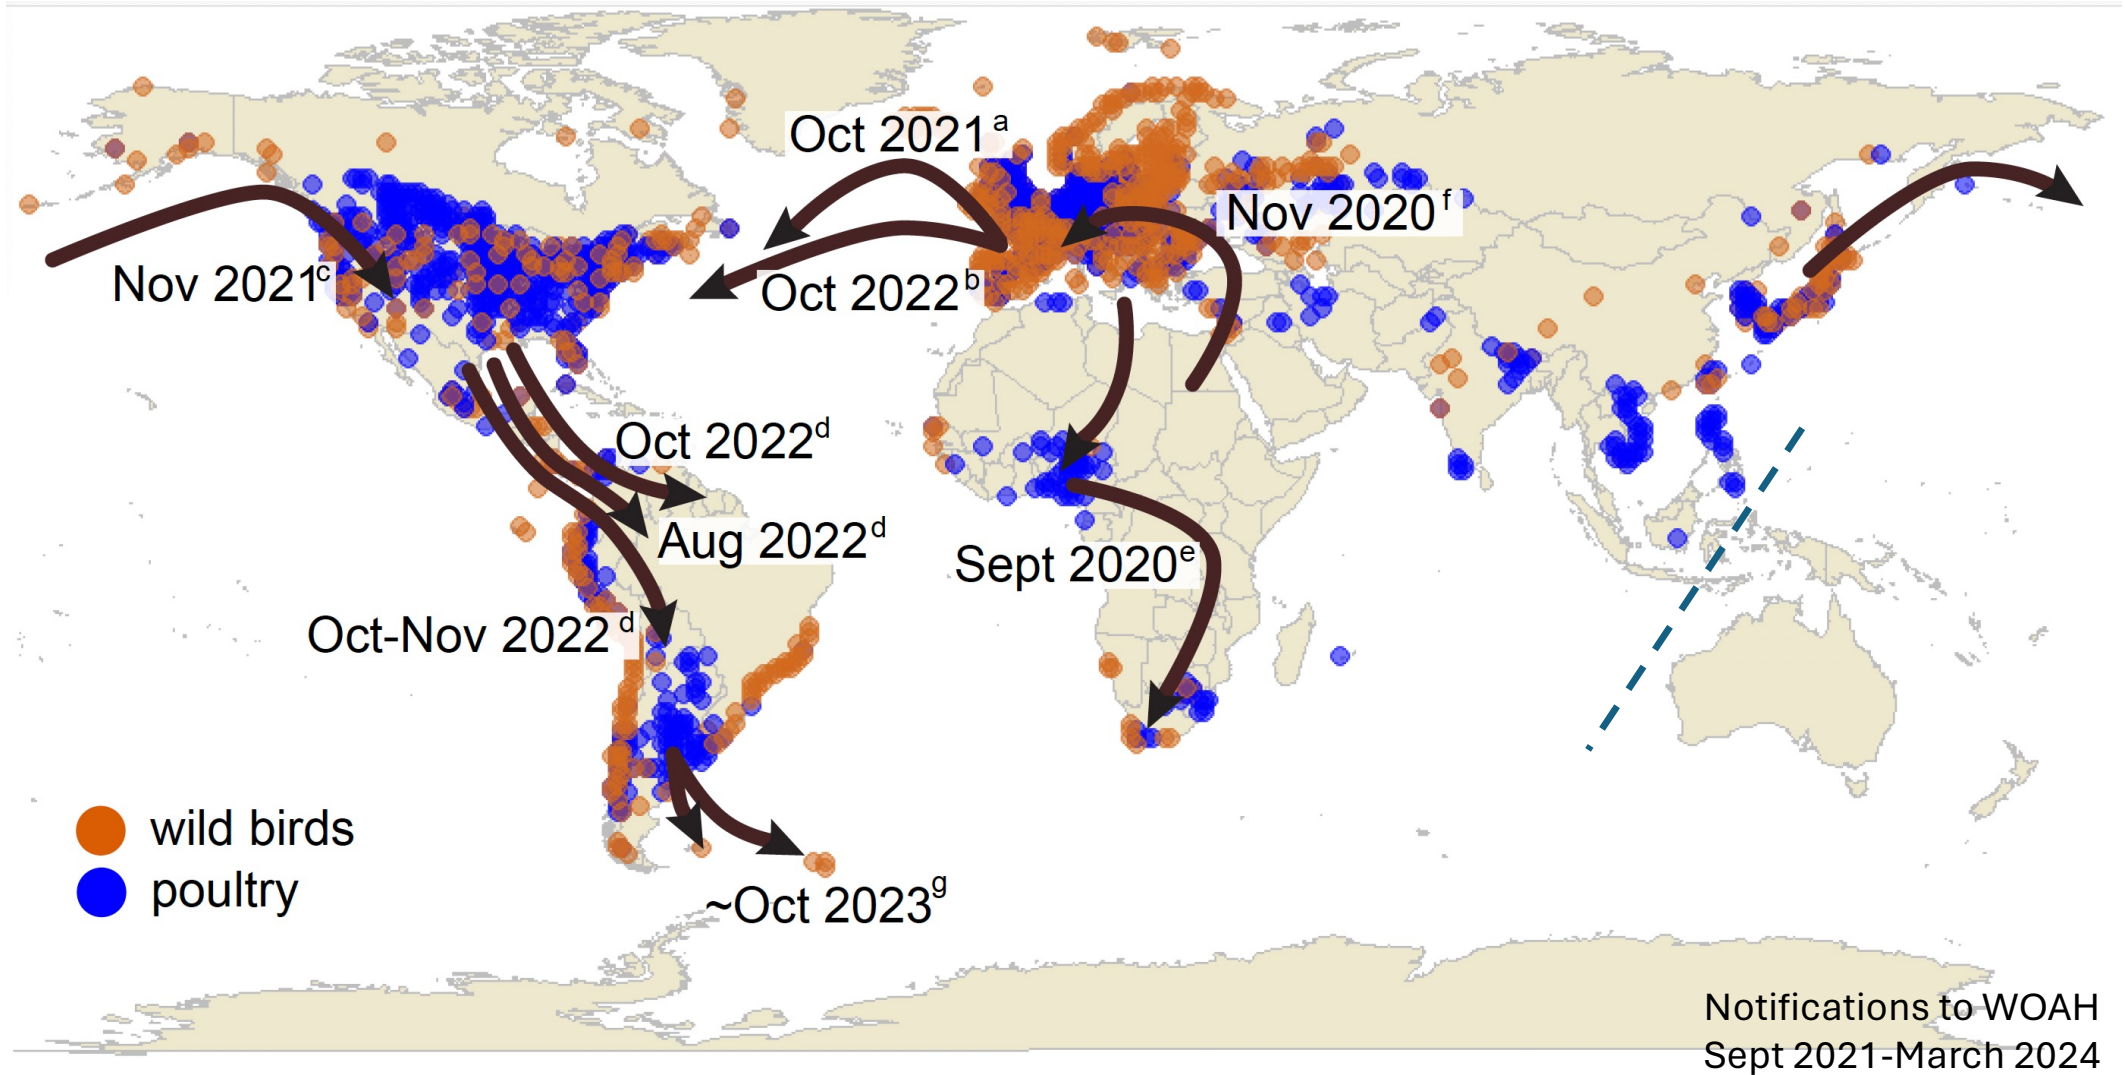 Oct 2021a
Nov 2020f
Nov 2021c
Oct 2022b
Oct 2022d
Aug 2022d
Sept 2020e
Oct-Nov 2022d
wild birds
poultry
~Oct 2023g
Notifications to WOAH
Sept 2021-March 2024